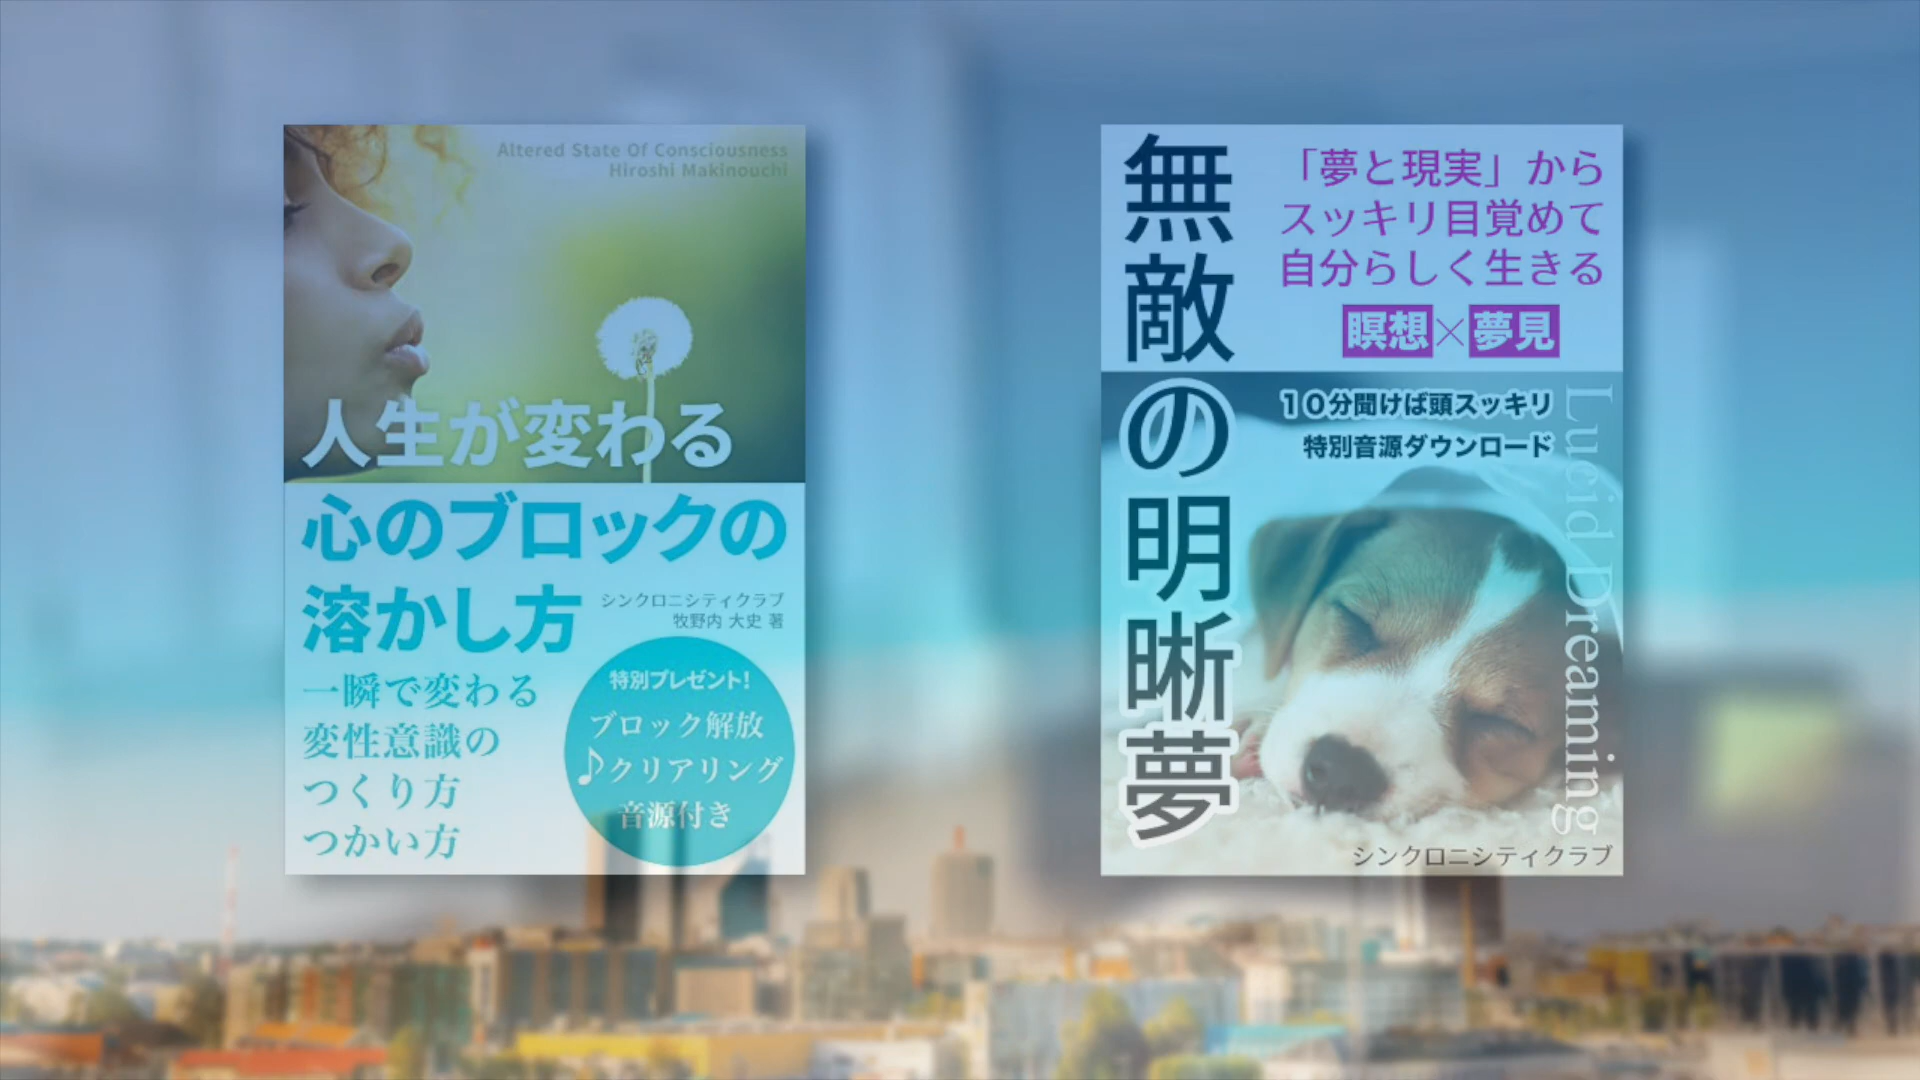 Altered State Of Consciousness
Hiroshi Makinouchi
人生が変わる
心のブロックの
溶かし方
シンクロニシティクラブ
牧野内 大史 著
一瞬で変わる
変性意識の
つくり方
つかい方
特別プレゼント!
ブロック解放
♪クリアリング
音源付き
無敵の明晰夢
「夢と現実」から
スッキリ目覚めて
自分らしく生きる
瞑想×夢見
10分聞けば頭スッキリ
特別音源ダウンロード
Lucid Dreaming
シンクロニシティクラブ